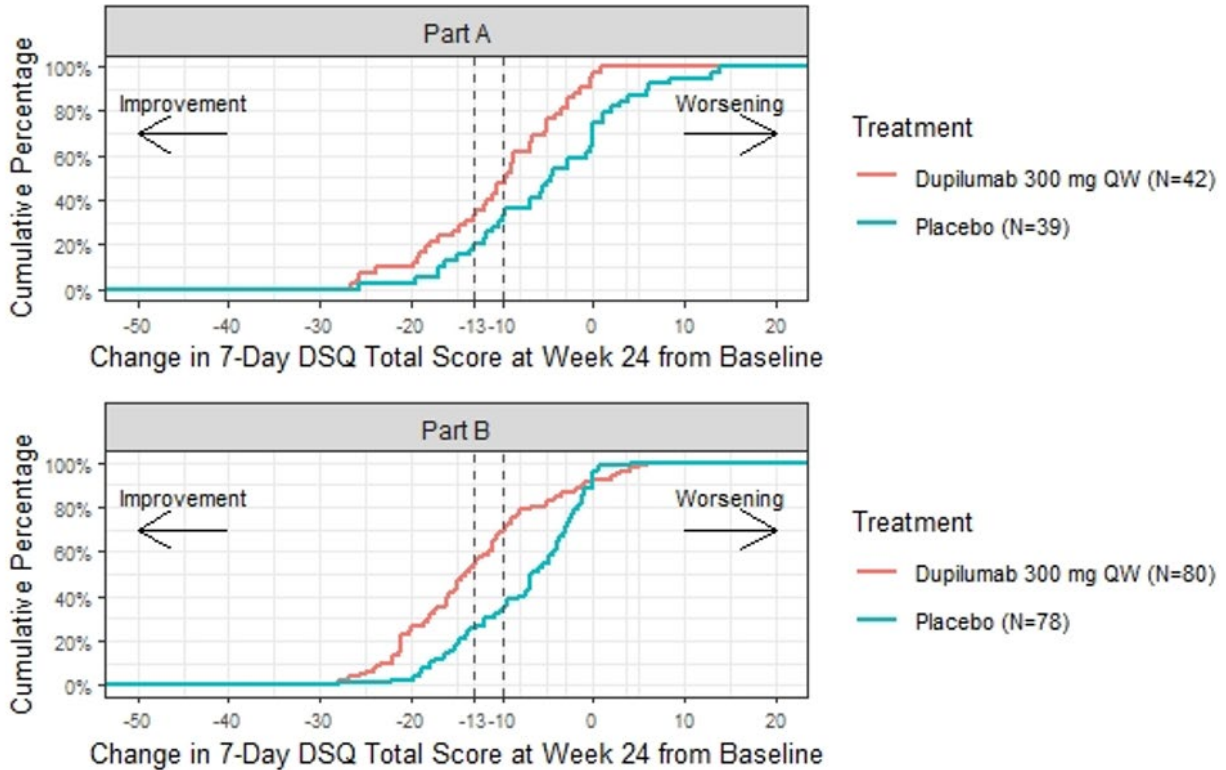 Part A
Cumulative Percentage
100%
80%
60%
40%
20%
0%
Improvement
Worsening
-50
-40
-30
-20
-13
-10
0
10
20
Change in 7-Day DSQ Total Score at Week 24 from Baseline
Treatment
Dupilumab 300 mg QW (N=42)
Placebo (N=39)
Part B
Cumulative Percentage
100%
80%
60%
40%
20%
0%
Improvement
Worsening
-50
-40
-30
-20
-13
-10
0
10
20
Change in 7-Day DSQ Total Score at Week 24 from Baseline
Treatment
Dupilumab 300 mg QW (N=80)
Placebo (N=78)